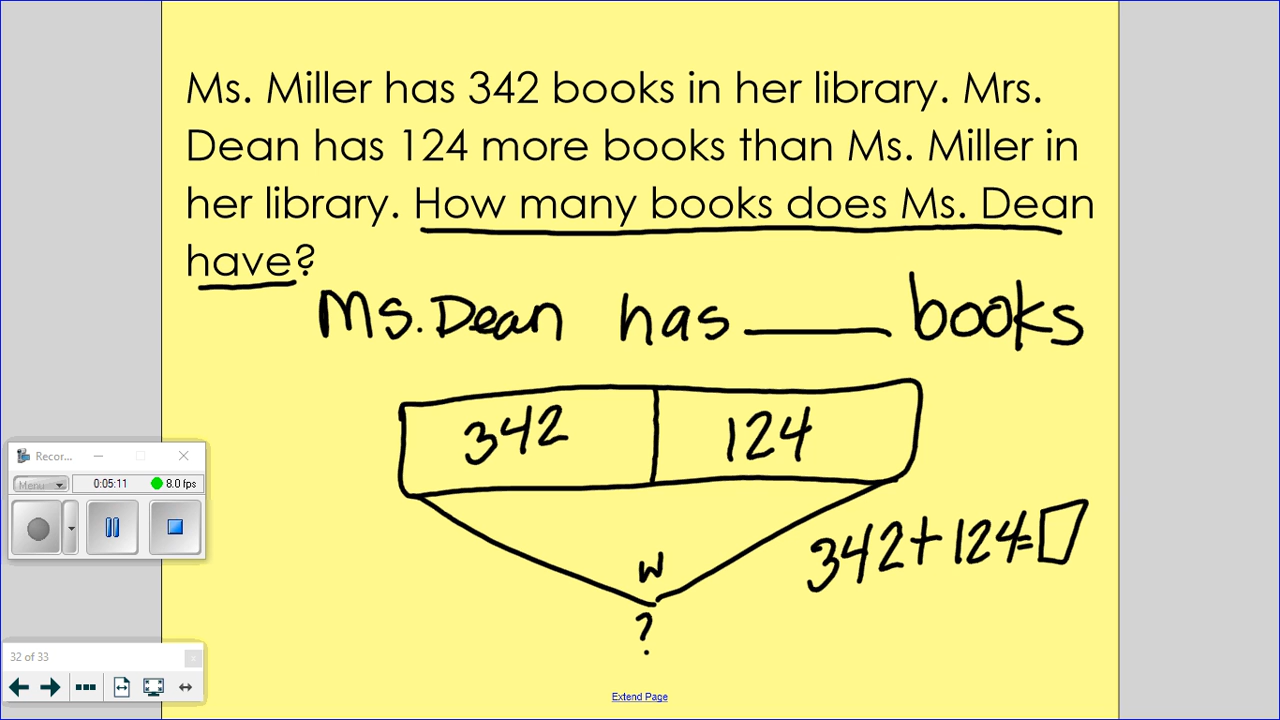 Ms. Miller has 342 books in her library. Mrs.
Dean has 124 more books than Ms. Miller in
her library. How many books does Ms. Dean
have?
Ms. Dean has ____ books
342 124
342+124=□
W
?
Recor...
Menu 0:05:11 8.0 fps
32 of 33
x
Extend Page